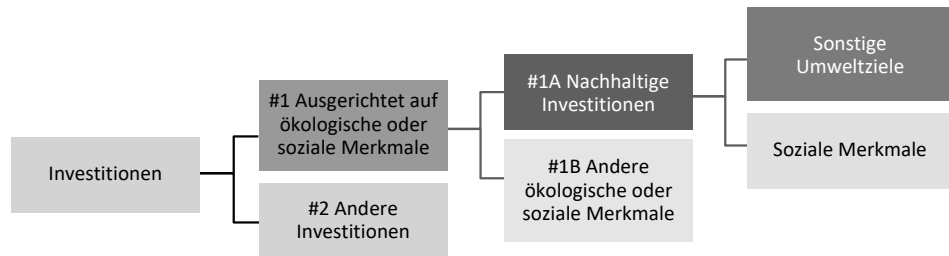 Investitionen
#1 Ausgerichtet auf
ökologische oder
soziale Merkmale
#2 Andere
Investitionen
#1A Nachhaltige
Investitionen
#1B Andere
ökologische oder
soziale Merkmale
Sonstige
Umweltziele
Soziale Merkmale